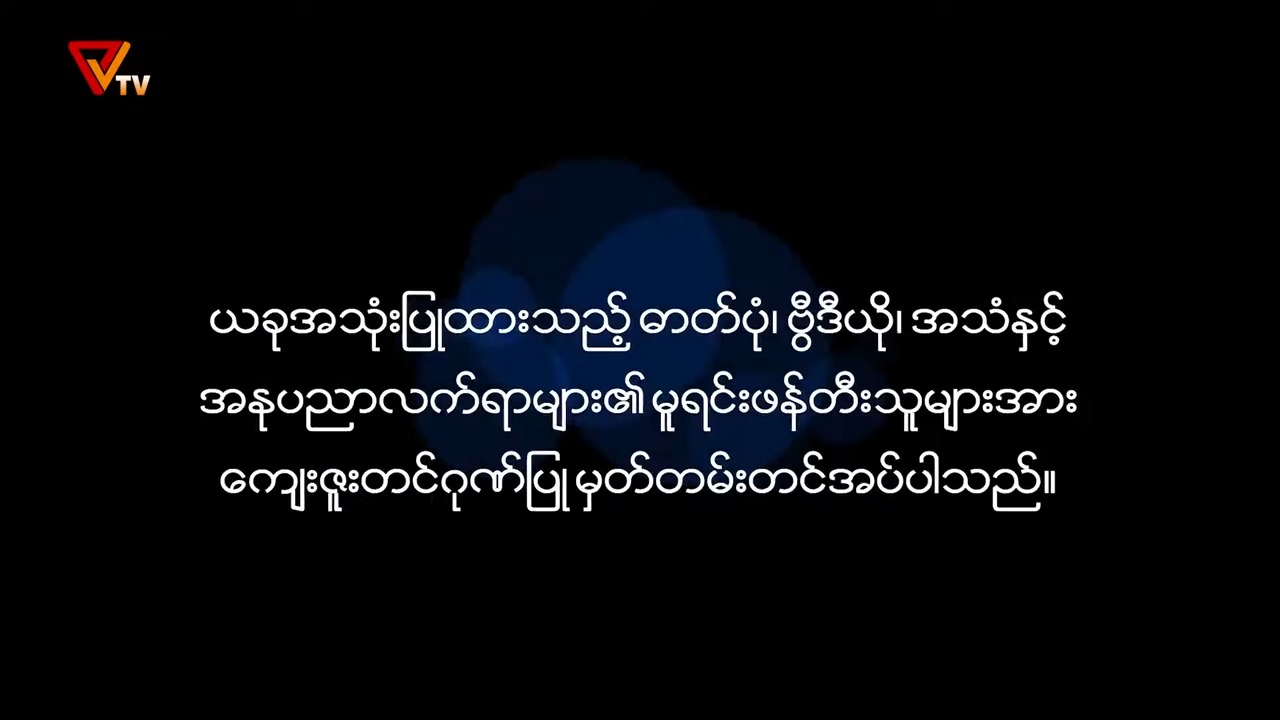 TV
ယခုအသုံးပြုထားသည့် ဓာတ်ပုံ၊ ဗွီဒီယို၊ အသံနှင့်
အနုပညာလက်ရာများ၏ မူရင်းဖန်တီးသူများအား
ကျေးဇူးတင်ဂုဏ်ပြု မှတ်တမ်းတင်အပ်ပါသည်။